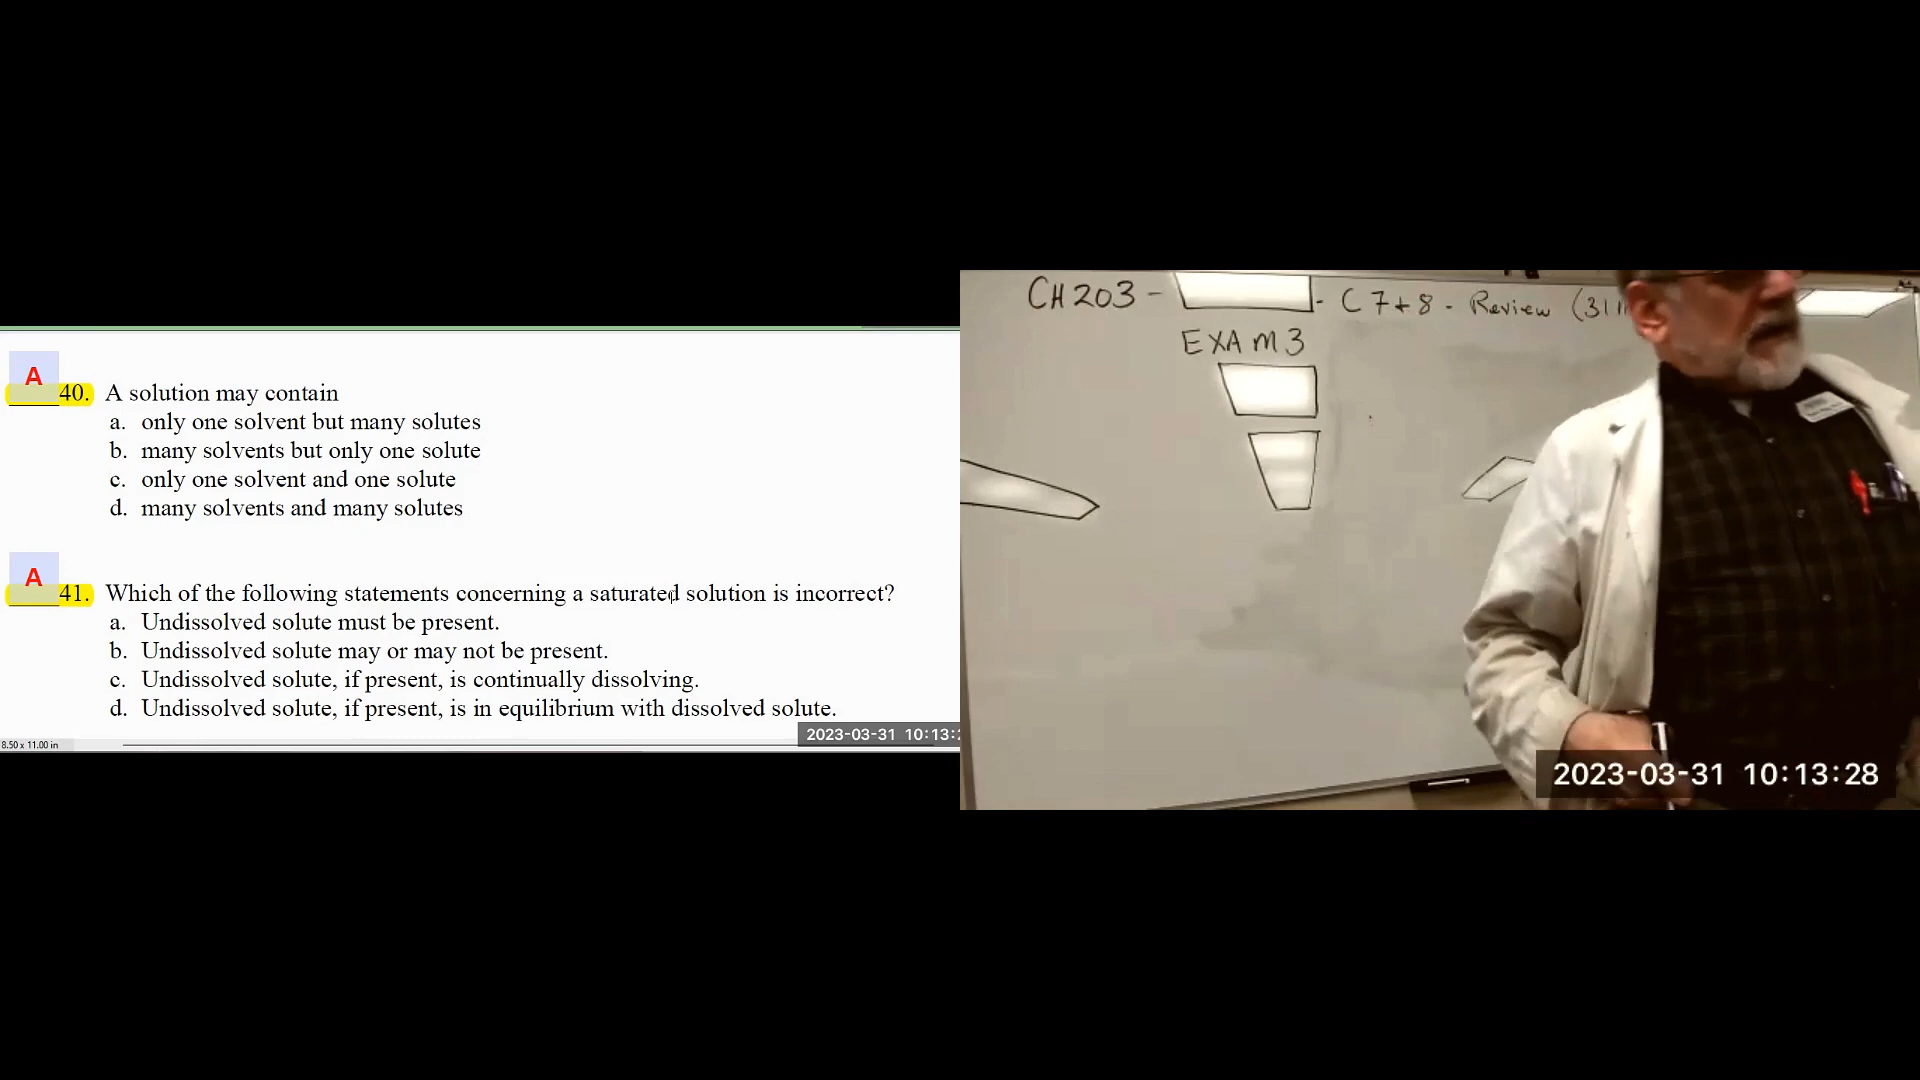 A
40. A solution may contain
a. only one solvent but many solutes
b. many solvents but only one solute
c. only one solvent and one solute
d. many solvents and many solutes
A
41. Which of the following statements concerning a saturated solution is incorrect?
a. Undissolved solute must be present.
b. Undissolved solute may or may not be present.
c. Undissolved solute, if present, is continually dissolving.
d. Undissolved solute, if present, is in equilibrium with dissolved solute.
8.50 x 11.00 in
2023-03-31 10:13:2
CH 203 - - C 7 + 8 - Review (31
EXAM 3
2023-03-31 10:13:28